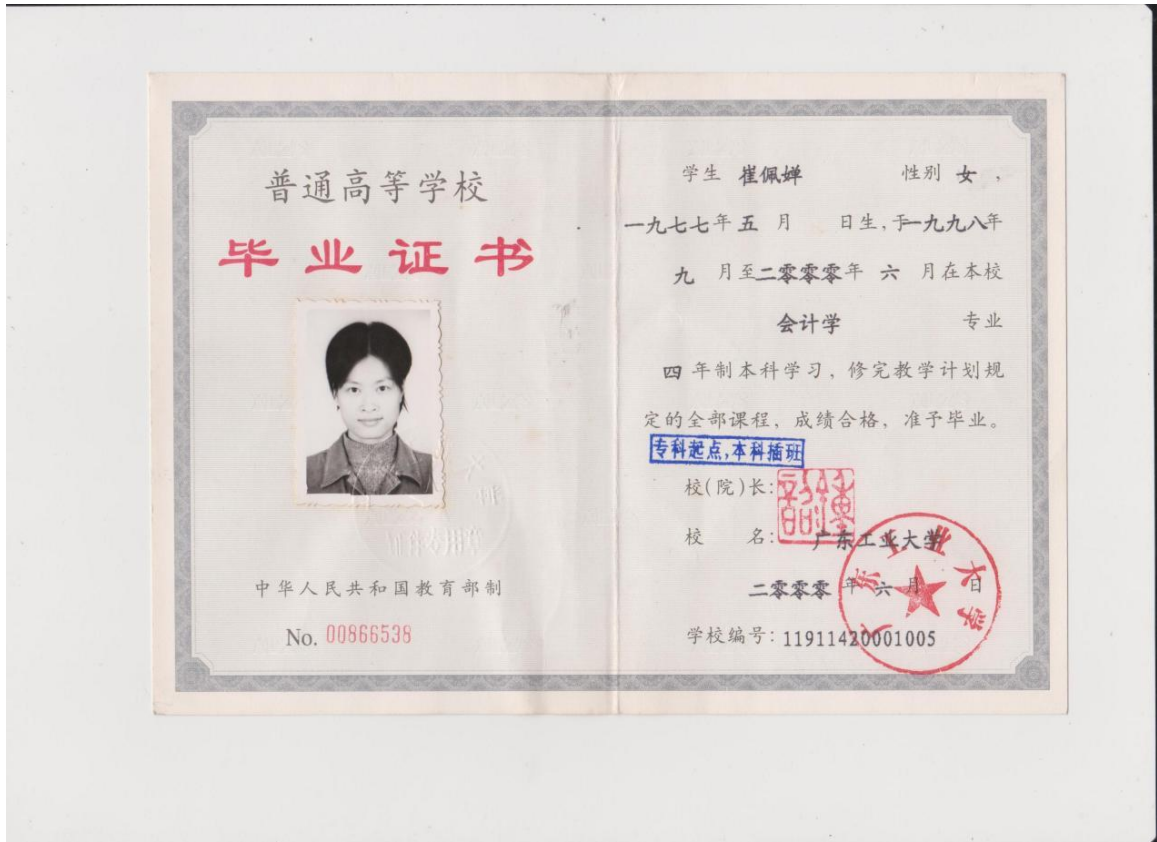 普通高等学校
毕业证书
中华人民共和国教育部制
No. 00866538
学生 崔佩婵 性别 女，
一九七七年 五 月 日生，于一九九八年
九 月至二零零零年 六 月在本校
会计学 专业
四 年制本科学习，修完教学计划规
定的全部课程，成绩合格，准予毕业。
专科起点，本科插班
校(院)长：
校 名：广东工业大学
二零零零 年 六 月 日
学校编号：11911420001005
广东工业大学